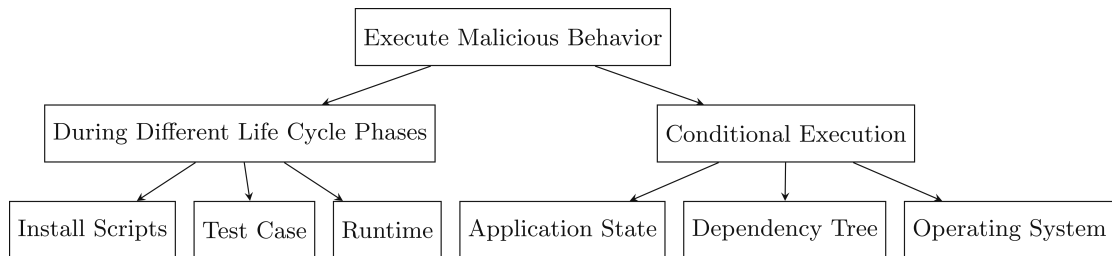 Execute Malicious Behavior
During Different Life Cycle Phases
Conditional Execution
Install Scripts
Test Case
Runtime
Application State
Dependency Tree
Operating System